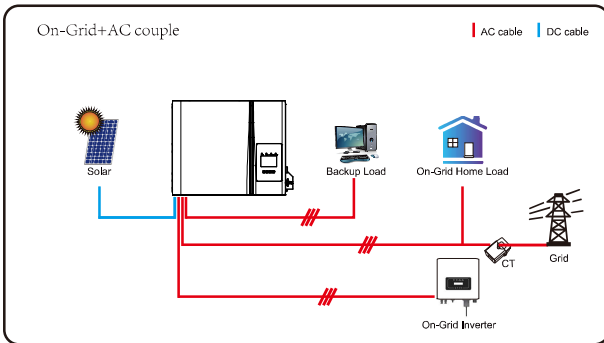 On-Grid+AC couple
AC cable
DC cable
Solar
Backup Load
On-Grid Home Load
CT
Grid
On-Grid Inverter